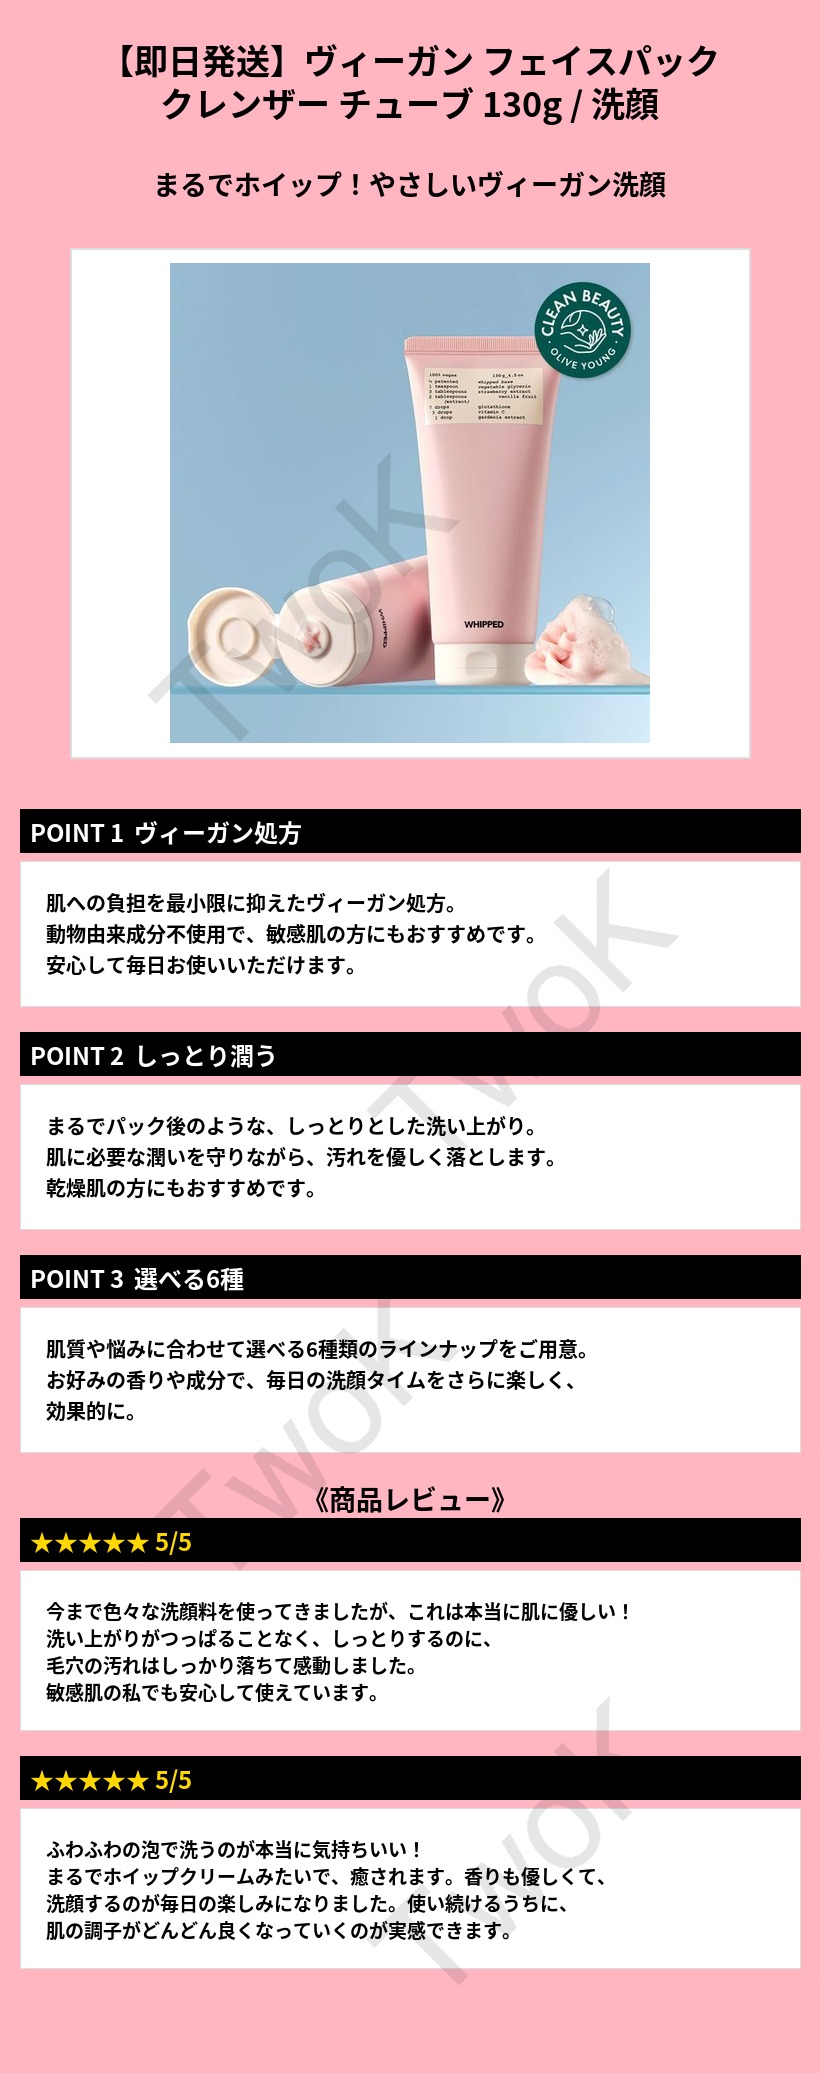 【即日発送】ヴィーガン フェイスパック
クレンザー チューブ 130g / 洗顔
まるでホイップ！やさしいヴィーガン洗顔
CLEAN BEAUTY
OLIVE YOUNG
100% vegan 130g_4.5oz
% patented whipped base
1 teaspoon vegetable glycerin
3 tablespoons strawberry extract
2 tablespoons vanilla fruit
(extract)
7 drops glutathione
3 drops vitamin C
1 drop gardenia extract
WHIPPED
WHIPPED
TwoK
POINT 1 ヴィーガン処方
肌への負担を最小限に抑えたヴィーガン処方。
動物由来成分不使用で、敏感肌の方にもおすすめです。
安心して毎日お使いいただけます。
TwoK
POINT 2 しっとり潤う
まるでパック後のような、しっとりとした洗い上がり。
肌に必要な潤いを守りながら、汚れを優しく落とします。
乾燥肌の方にもおすすめです。
POINT 3 選べる6種
肌質や悩みに合わせて選べる6種類のラインナップをご用意。
お好みの香りや成分で、毎日の洗顔タイムをさらに楽しく、
効果的に。
TwoK
《商品レビュー》
★★★★★ 5/5
今まで色々な洗顔料を使ってきましたが、これは本当に肌に優しい！
洗い上がりがつっぱることなく、しっとりするのに、
毛穴の汚れはしっかり落ちて感動しました。
敏感肌の私でも安心して使えています。
★★★★★ 5/5
ふわふわの泡で洗うのが本当に気持ちいい！
まるでホイップクリームみたいで、癒されます。香りも優しくて、
洗顔するのが毎日の楽しみになりました。使い続けるうちに、
肌の調子がどんどん良くなっていくのが実感できます。
TwoK